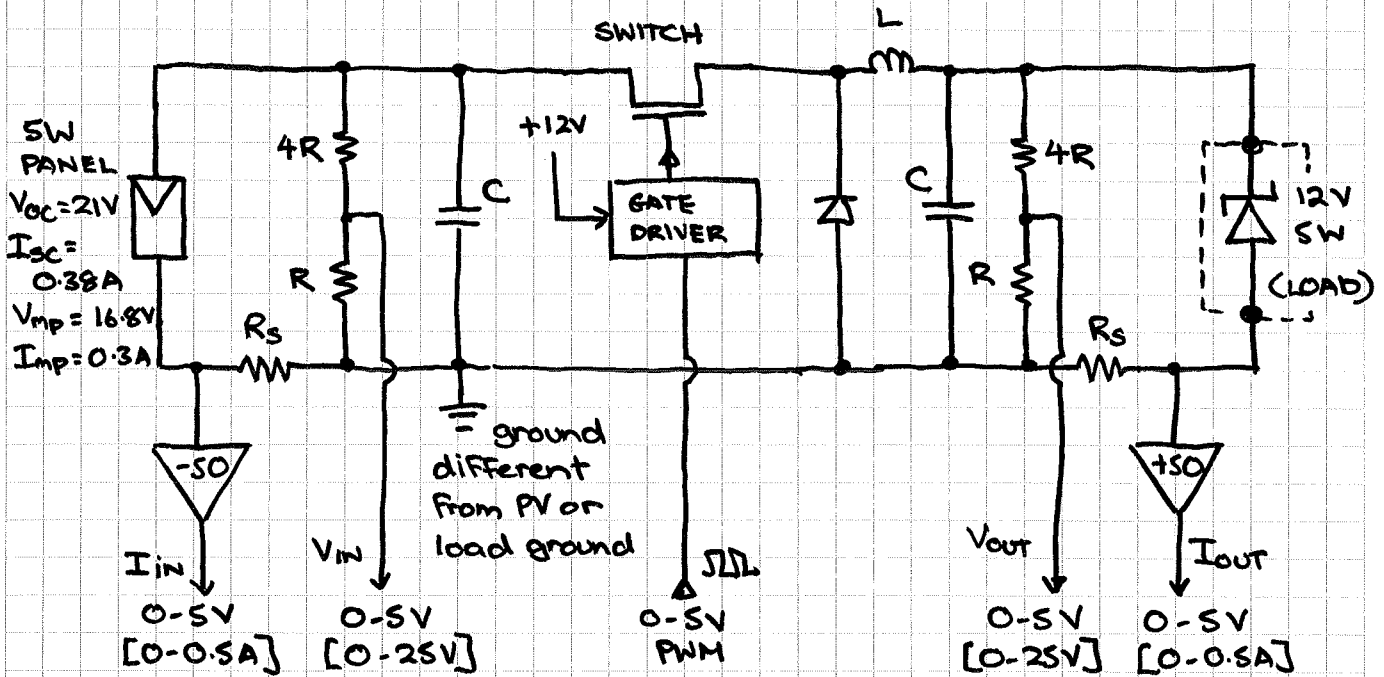 SWITCH
L
5W
PANEL
Voc=21V
Isc=
0.38A
Vmp=16.8V
Imp=0.3A
4R
R
C
Rs
+12V
GATE
DRIVER
C
4R
R
Rs
12V
5W
(LOAD)
ground
different
from PV or
load ground
-50
+50
IIN
0-5V
[0-0.5A]
VIN
0-5V
[0-25V]
0-5V
PWM
VOUT
0-5V
[0-25V]
IOUT
0-5V
[0-0.5A]